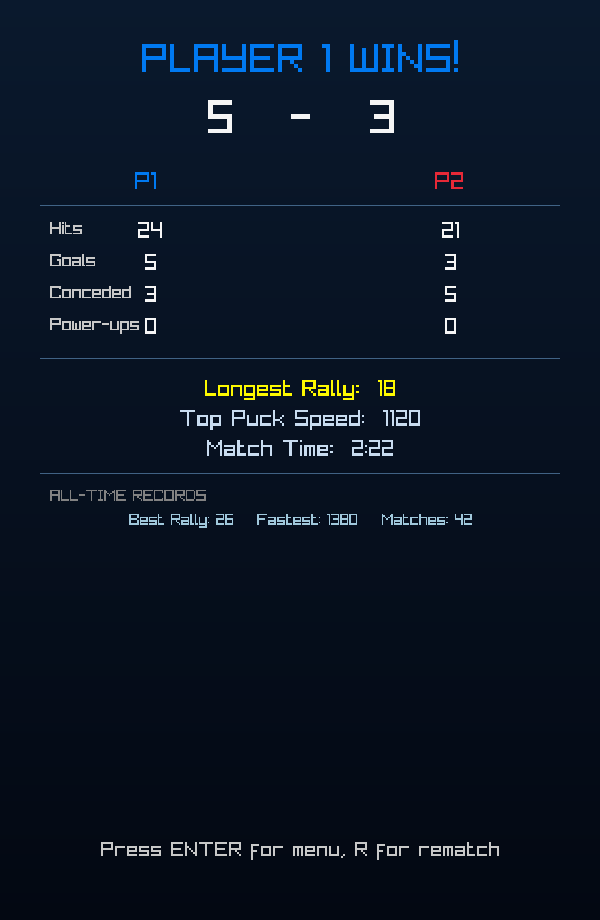 PLAYER 1 WINS!
5 - 3
P1 P2
Hits 24 21
Goals 5 3
Conceded 3 5
Power-ups 0 0
Longest Rally: 18
Top Puck Speed: 1120
Match Time: 2:22
ALL-TIME RECORDS
Best Rally: 26 Fastest: 1380 Matches: 42
Press ENTER for menu, R for rematch